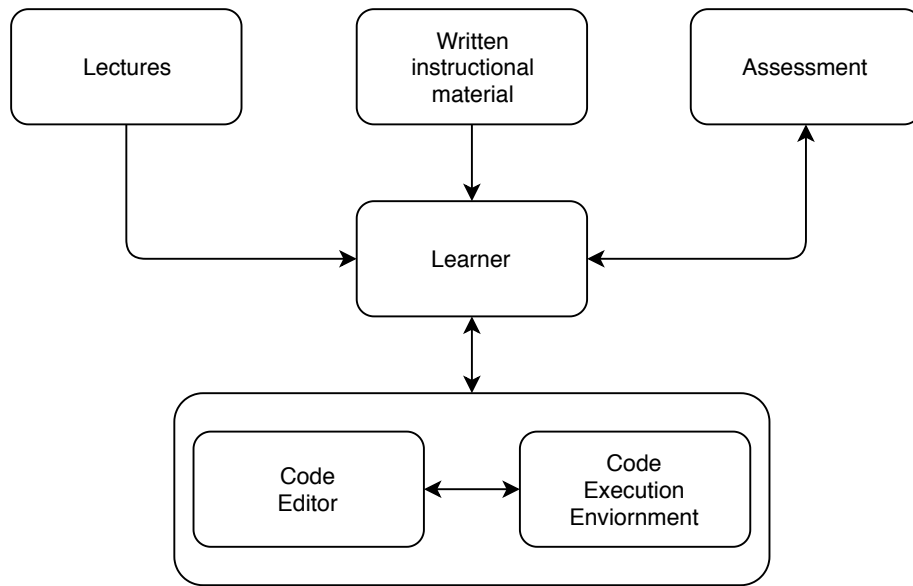 Lectures
Written
instructional
material
Assessment
Learner
Code
Editor
Code
Execution
Enviornment